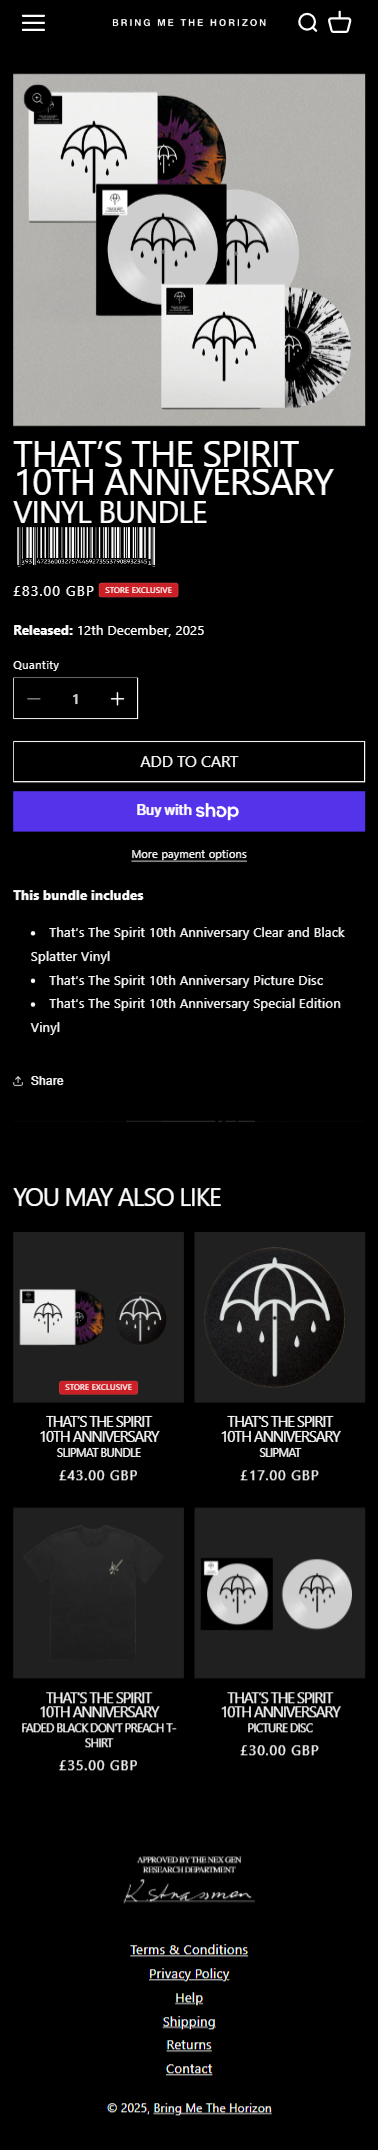 BRING ME THE HORIZON
THAT'S THE SPIRIT
10TH ANNIVERSARY
VINYL BUNDLE
£83.00 GBP STORE EXCLUSIVE
Released: 12th December, 2025
Quantity
1
ADD TO CART
Buy with shop
More payment options
This bundle includes
• That's The Spirit 10th Anniversary Clear and Black
Splatter Vinyl
• That's The Spirit 10th Anniversary Picture Disc
• That's The Spirit 10th Anniversary Special Edition
Vinyl
Share
YOU MAY ALSO LIKE
STORE EXCLUSIVE
THAT'S THE SPIRIT
10TH ANNIVERSARY
SLIPMAT BUNDLE
£43.00 GBP
THAT'S THE SPIRIT
10TH ANNIVERSARY
SLIPMAT
£17.00 GBP
THAT'S THE SPIRIT
10TH ANNIVERSARY
FADED BLACK DON'T PREACH T-
SHIRT
£35.00 GBP
THAT'S THE SPIRIT
10TH ANNIVERSARY
PICTURE DISC
£30.00 GBP
APPROVED BY THE NEX GEN
RESEARCH DEPARTMENT
K. Strassman
Terms & Conditions
Privacy Policy
Help
Shipping
Returns
Contact
© 2025, Bring Me The Horizon